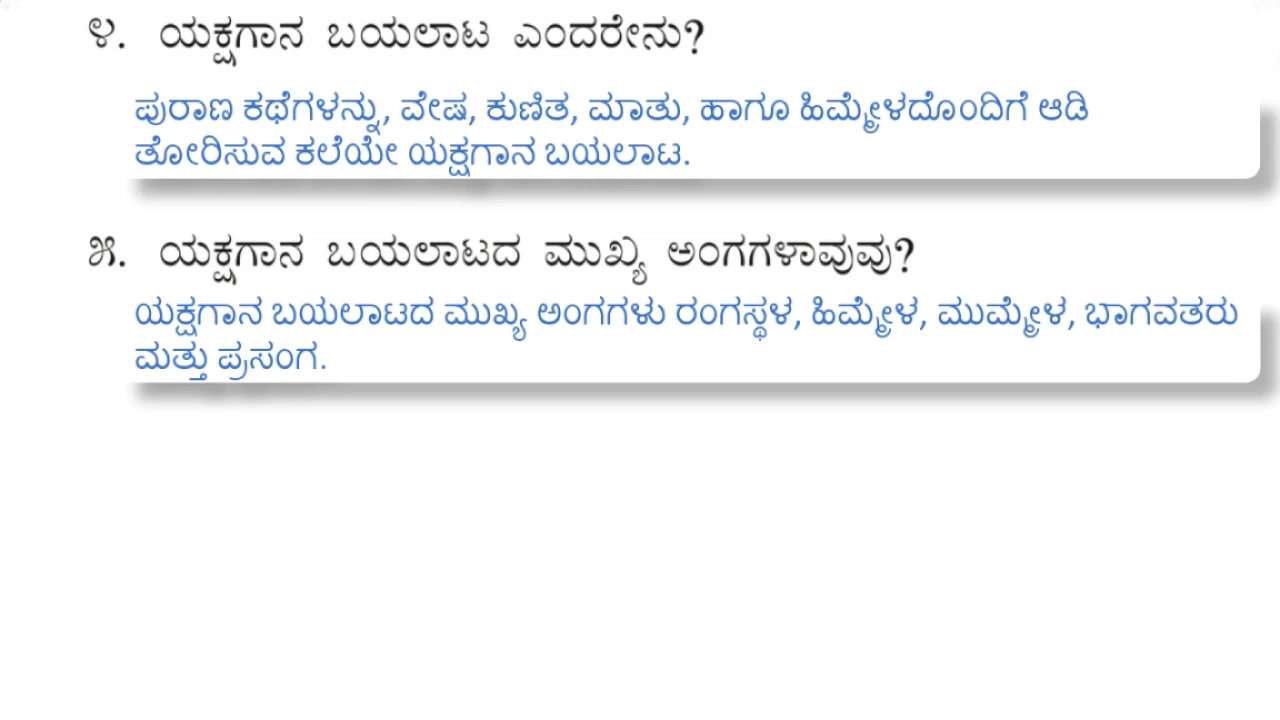 ೪. ಯಕ್ಷಗಾನ ಬಯಲಾಟ ಎಂದರೇನು?
ಪುರಾಣ ಕಥೆಗಳನ್ನು, ವೇಷ, ಕುಣಿತ, ಮಾತು, ಹಾಗೂ ಹಿಮ್ಮೇಳದೊಂದಿಗೆ ಆಡಿ
ತೋರಿಸುವ ಕಲೆಯೇ ಯಕ್ಷಗಾನ ಬಯಲಾಟ.
೫. ಯಕ್ಷಗಾನ ಬಯಲಾಟದ ಮುಖ್ಯ ಅಂಗಗಳಾವುವು?
ಯಕ್ಷಗಾನ ಬಯಲಾಟದ ಮುಖ್ಯ ಅಂಗಗಳು ರಂಗಸ್ಥಳ, ಹಿಮ್ಮೇಳ, ಮುಮ್ಮೇಳ, ಭಾಗವತರು
ಮತ್ತು ಪ್ರಸಂಗ.